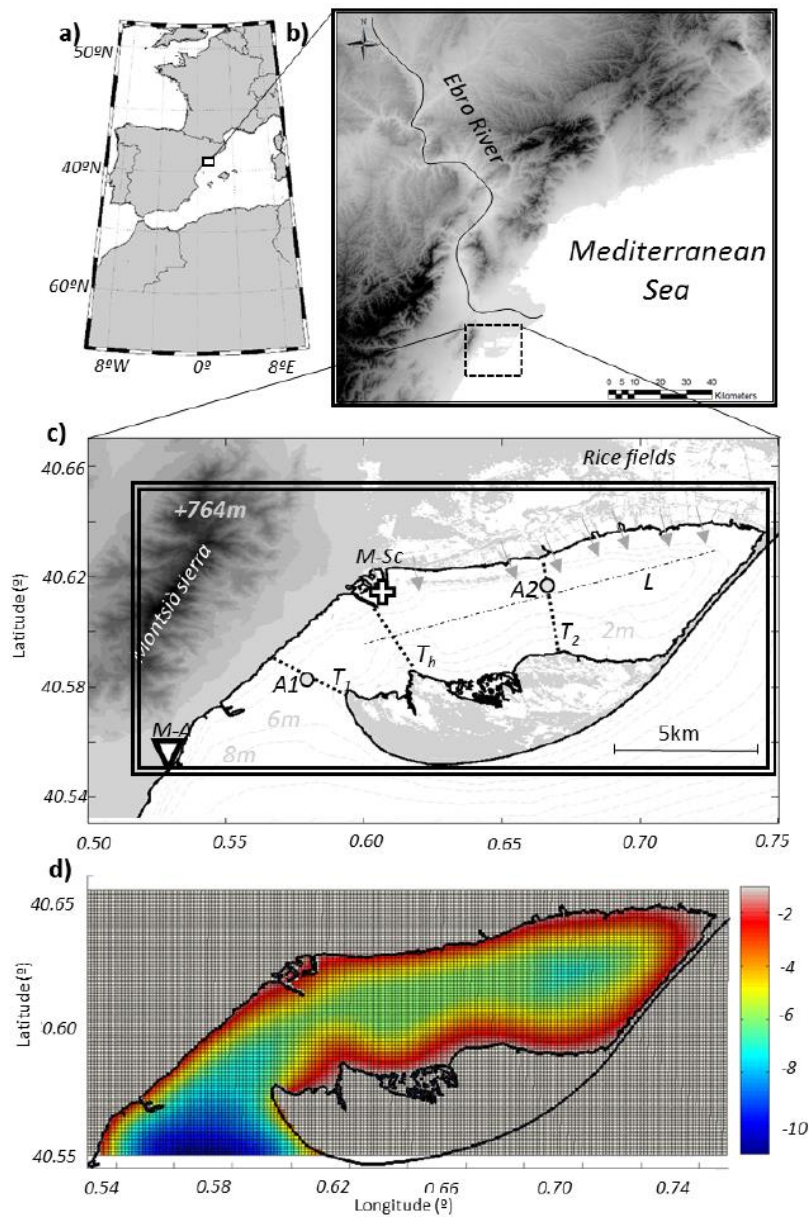 a)
b)
50ºN
40ºN
60ºN
8ºW
0º
8ºE
Ebro River
Mediterranean
Sea
0 5 10 20 30 40
Kilometers
c)
40.66
40.62
40.58
40.54
Latitude (º)
Rice fields
+764m
Montsià sierra
M-Sc
A2
L
T2
2m
Th
A1
T1
6m
M-A
8m
5km
0.50
0.55
0.60
0.65
0.70
0.75
d)
40.65
0.60
40.55
Latitude (º)
-2
-4
-6
-8
-10
0.54
0.58
0.62
0.66
0.70
0.74
Longitude (º)